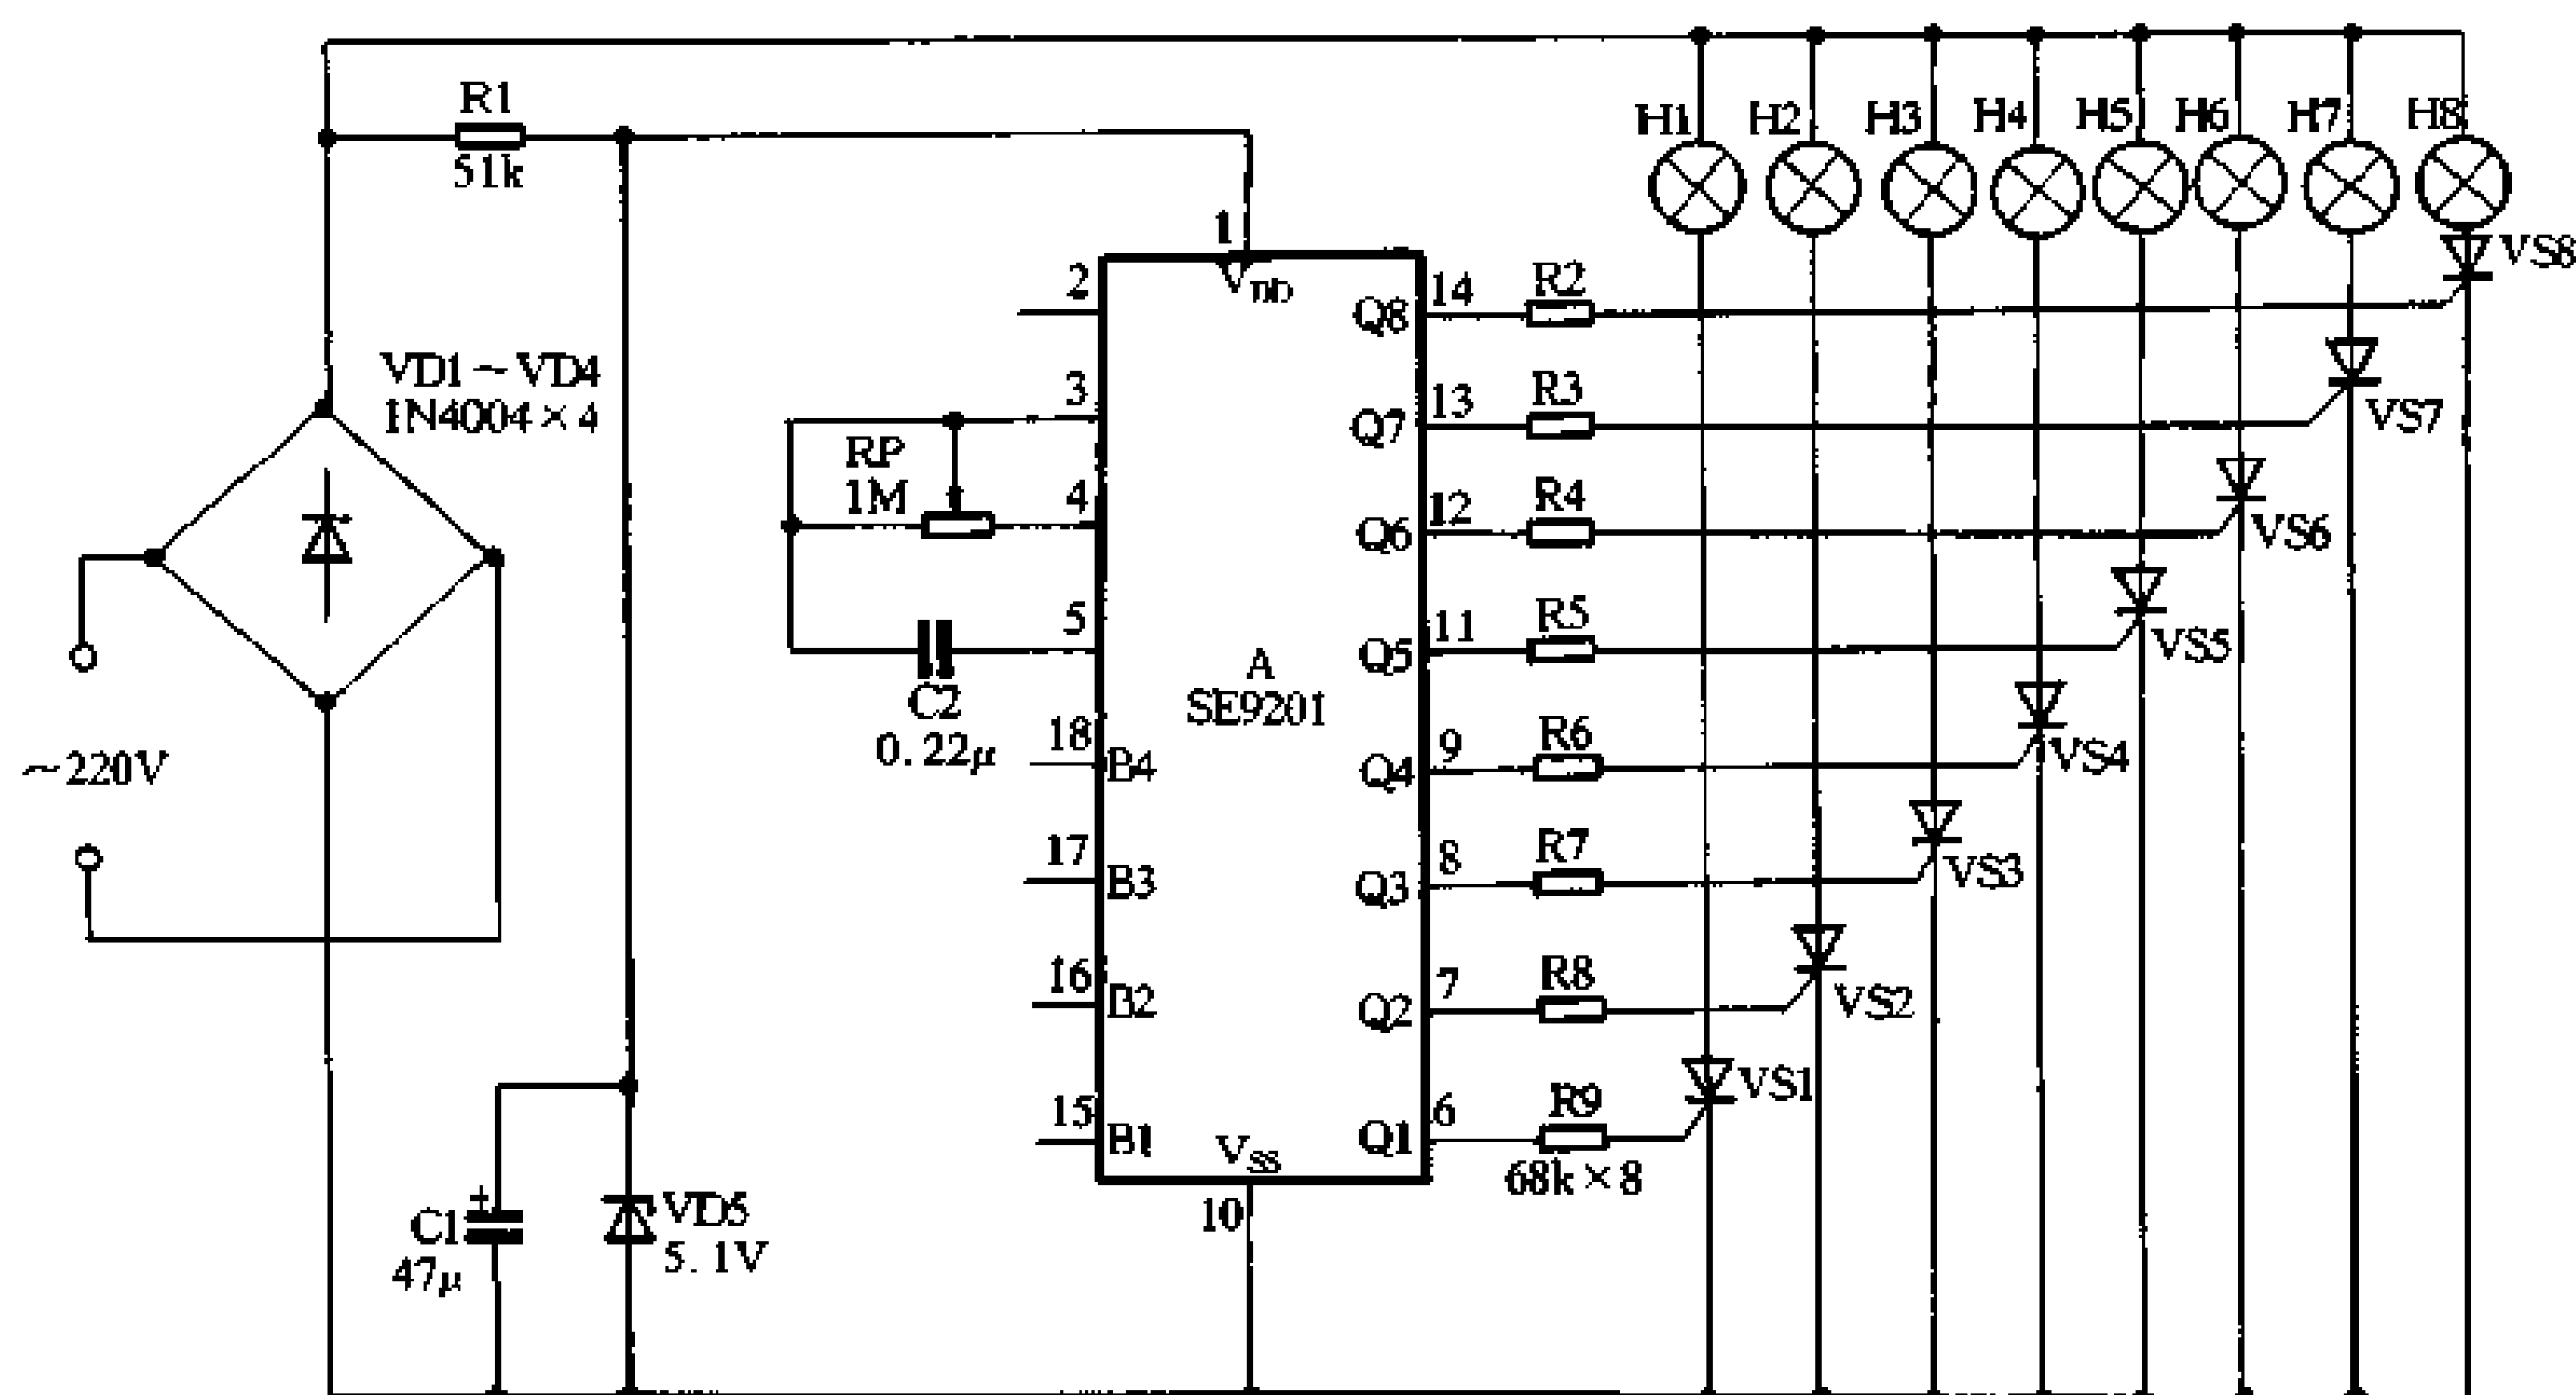 R1
51k
H1
H2
H3
H4
H5
H6
H7
H8
1
V_DD
2
3
4
5
18
17
16
15
VD1～VD4
1N4004×4
RP
1M
C2
0.22μ
～220V
A
SE9201
B4
B3
B2
B1
V_SS
10
Q8
14
R2
VS8
Q7
13
R3
VS7
Q6
12
R4
VS6
Q5
11
R5
VS5
Q4
9
R6
VS4
Q3
8
R7
VS3
Q2
7
R8
VS2
Q1
6
R9
VS1
68k×8
+
C1
47μ
VD5
5.1V